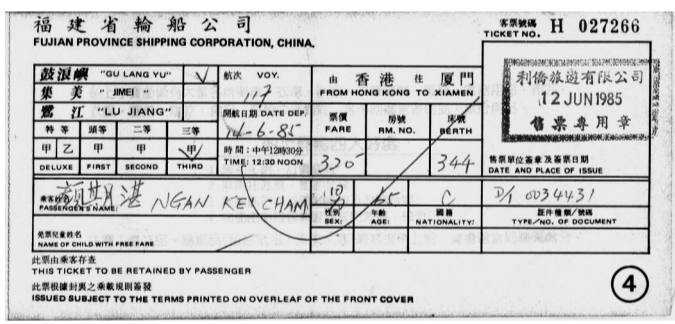 福建省輪船公司
FUJIAN PROVINCE SHIPPING CORPORATION, CHINA.
客票號碼
TICKET NO. H 027266
鼓浪嶼 "GU LANG YU" ✓
集美 JIMEI
鷺江 "LU JIANG"
特等 頭等 二等 三等
甲 乙 甲 甲 甲 ✓
DELUXE FIRST SECOND THIRD
航次 VOY.
117
開航日期 DATE DEP.
14-6-85
時間：中午12時30分
TIME: 12:30 NOON
由 香港 往 厦門
FROM HONG KONG TO XIAMEN
票價 房號 床號
FARE RM. NO. BERTH
335 344
利僑旅遊有限公司
12 JUN 1985
售票專用章
售票單位簽章及簽票日期
DATE AND PLACE OF ISSUE
乘客姓名
PASSENGER'S NAME:
顏其湛 NGAN KEI CHAM
性別 年齡 國籍 証件種類/號碼
65 C D/I 0034431
SEX: AGE: NATIONALITY: TYPE/NO. OF DOCUMENT
免票兒童姓名
NAME OF CHILD WITH FREE FARE
此票由乘客存查
THIS TICKET TO BE RETAINED BY PASSENGER
此票根據封裏之乘載規則簽發
ISSUED SUBJECT TO THE TERMS PRINTED ON OVERLEAF OF THE FRONT COVER
4